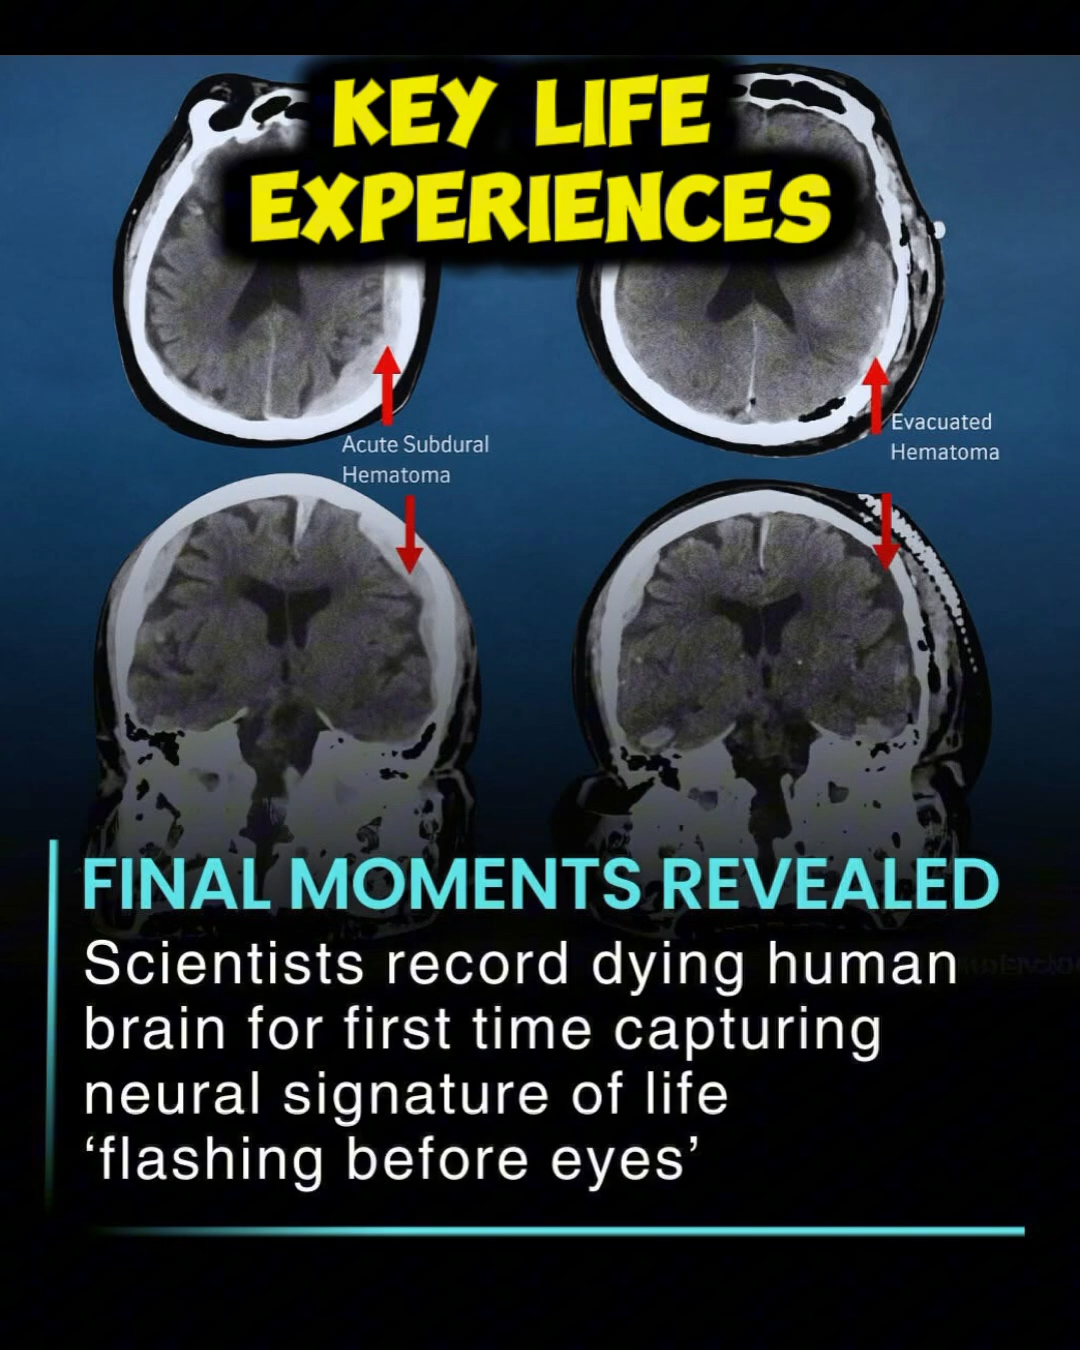 KEY LIFE
EXPERIENCES
Acute Subdural
Hematoma
Evacuated
Hematoma
FINAL MOMENTS REVEALED
Scientists record dying human
brain for first time capturing
neural signature of life
‘flashing before eyes’